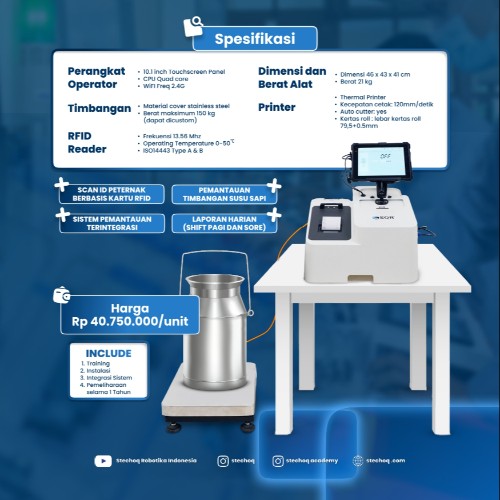 Spesifikasi
Perangkat
Operator
• 10.1 inch Touchscreen Panel
• CPU Quad core
• WiFi Freq 2.4G
Timbangan
• Material cover stainless steel
• Berat maksimum 150 kg
(dapat dicustom)
RFID
Reader
• Frekuensi 13.56 Mhz
• Operating Temperature 0-50℃
• ISO14443 Type A & B
Dimensi dan
Berat Alat
• Dimensi 46 x 43 x 41 cm
• Berat 21 kg
Printer
• Thermal Printer
• Kecepatan cetak: 120mm/detik
• Auto cutter: yes
• Kertas roll : lebar kertas roll
79,5+0.5mm
SCAN ID PETERNAK
BERBASIS KARTU RFID
PEMANTAUAN
TIMBANGAN SUSU SAPI
SISTEM PEMANTAUAN
TERINTEGRASI
LAPORAN HARIAN
(SHIFT PAGI DAN SORE)
OFF
Harga
Rp 40.750.000/unit
INCLUDE
1. Training
2. Instalasi
3. Integrasi Sistem
4. Pemeliharaan
selama 1 Tahun
Stechoq Robotika Indonesia
stechoq
stechoq academy
stechoq .com